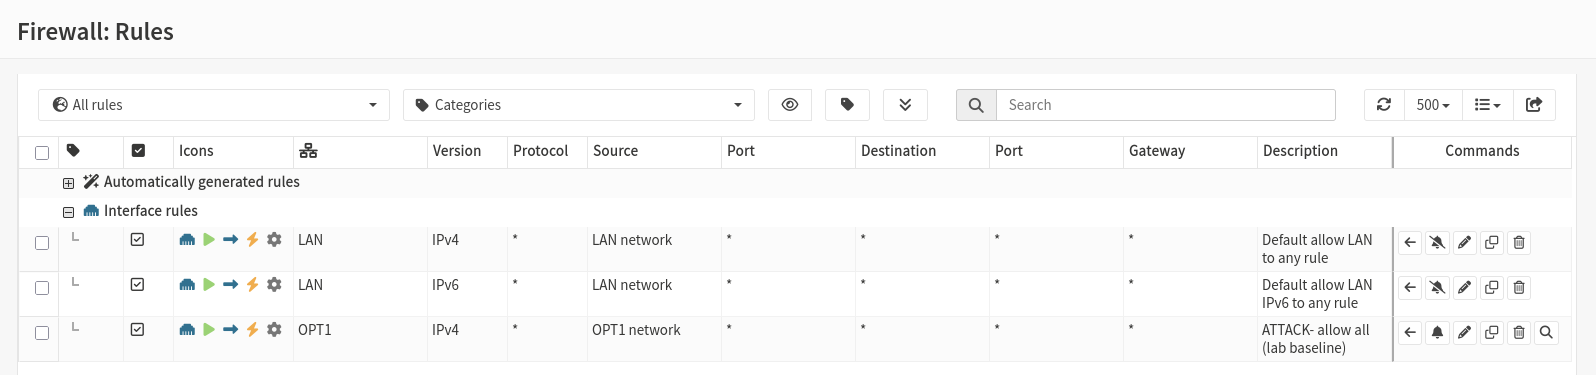 Firewall: Rules
All rules Categories Search 500
Icons Version Protocol Source Port Destination Port Gateway Description Commands
Automatically generated rules
Interface rules
LAN IPv4 * LAN network * * * * Default allow LAN
to any rule
LAN IPv6 * LAN network * * * * Default allow LAN
IPv6 to any rule
OPT1 IPv4 * OPT1 network * * * * ATTACK- allow all
(lab baseline)